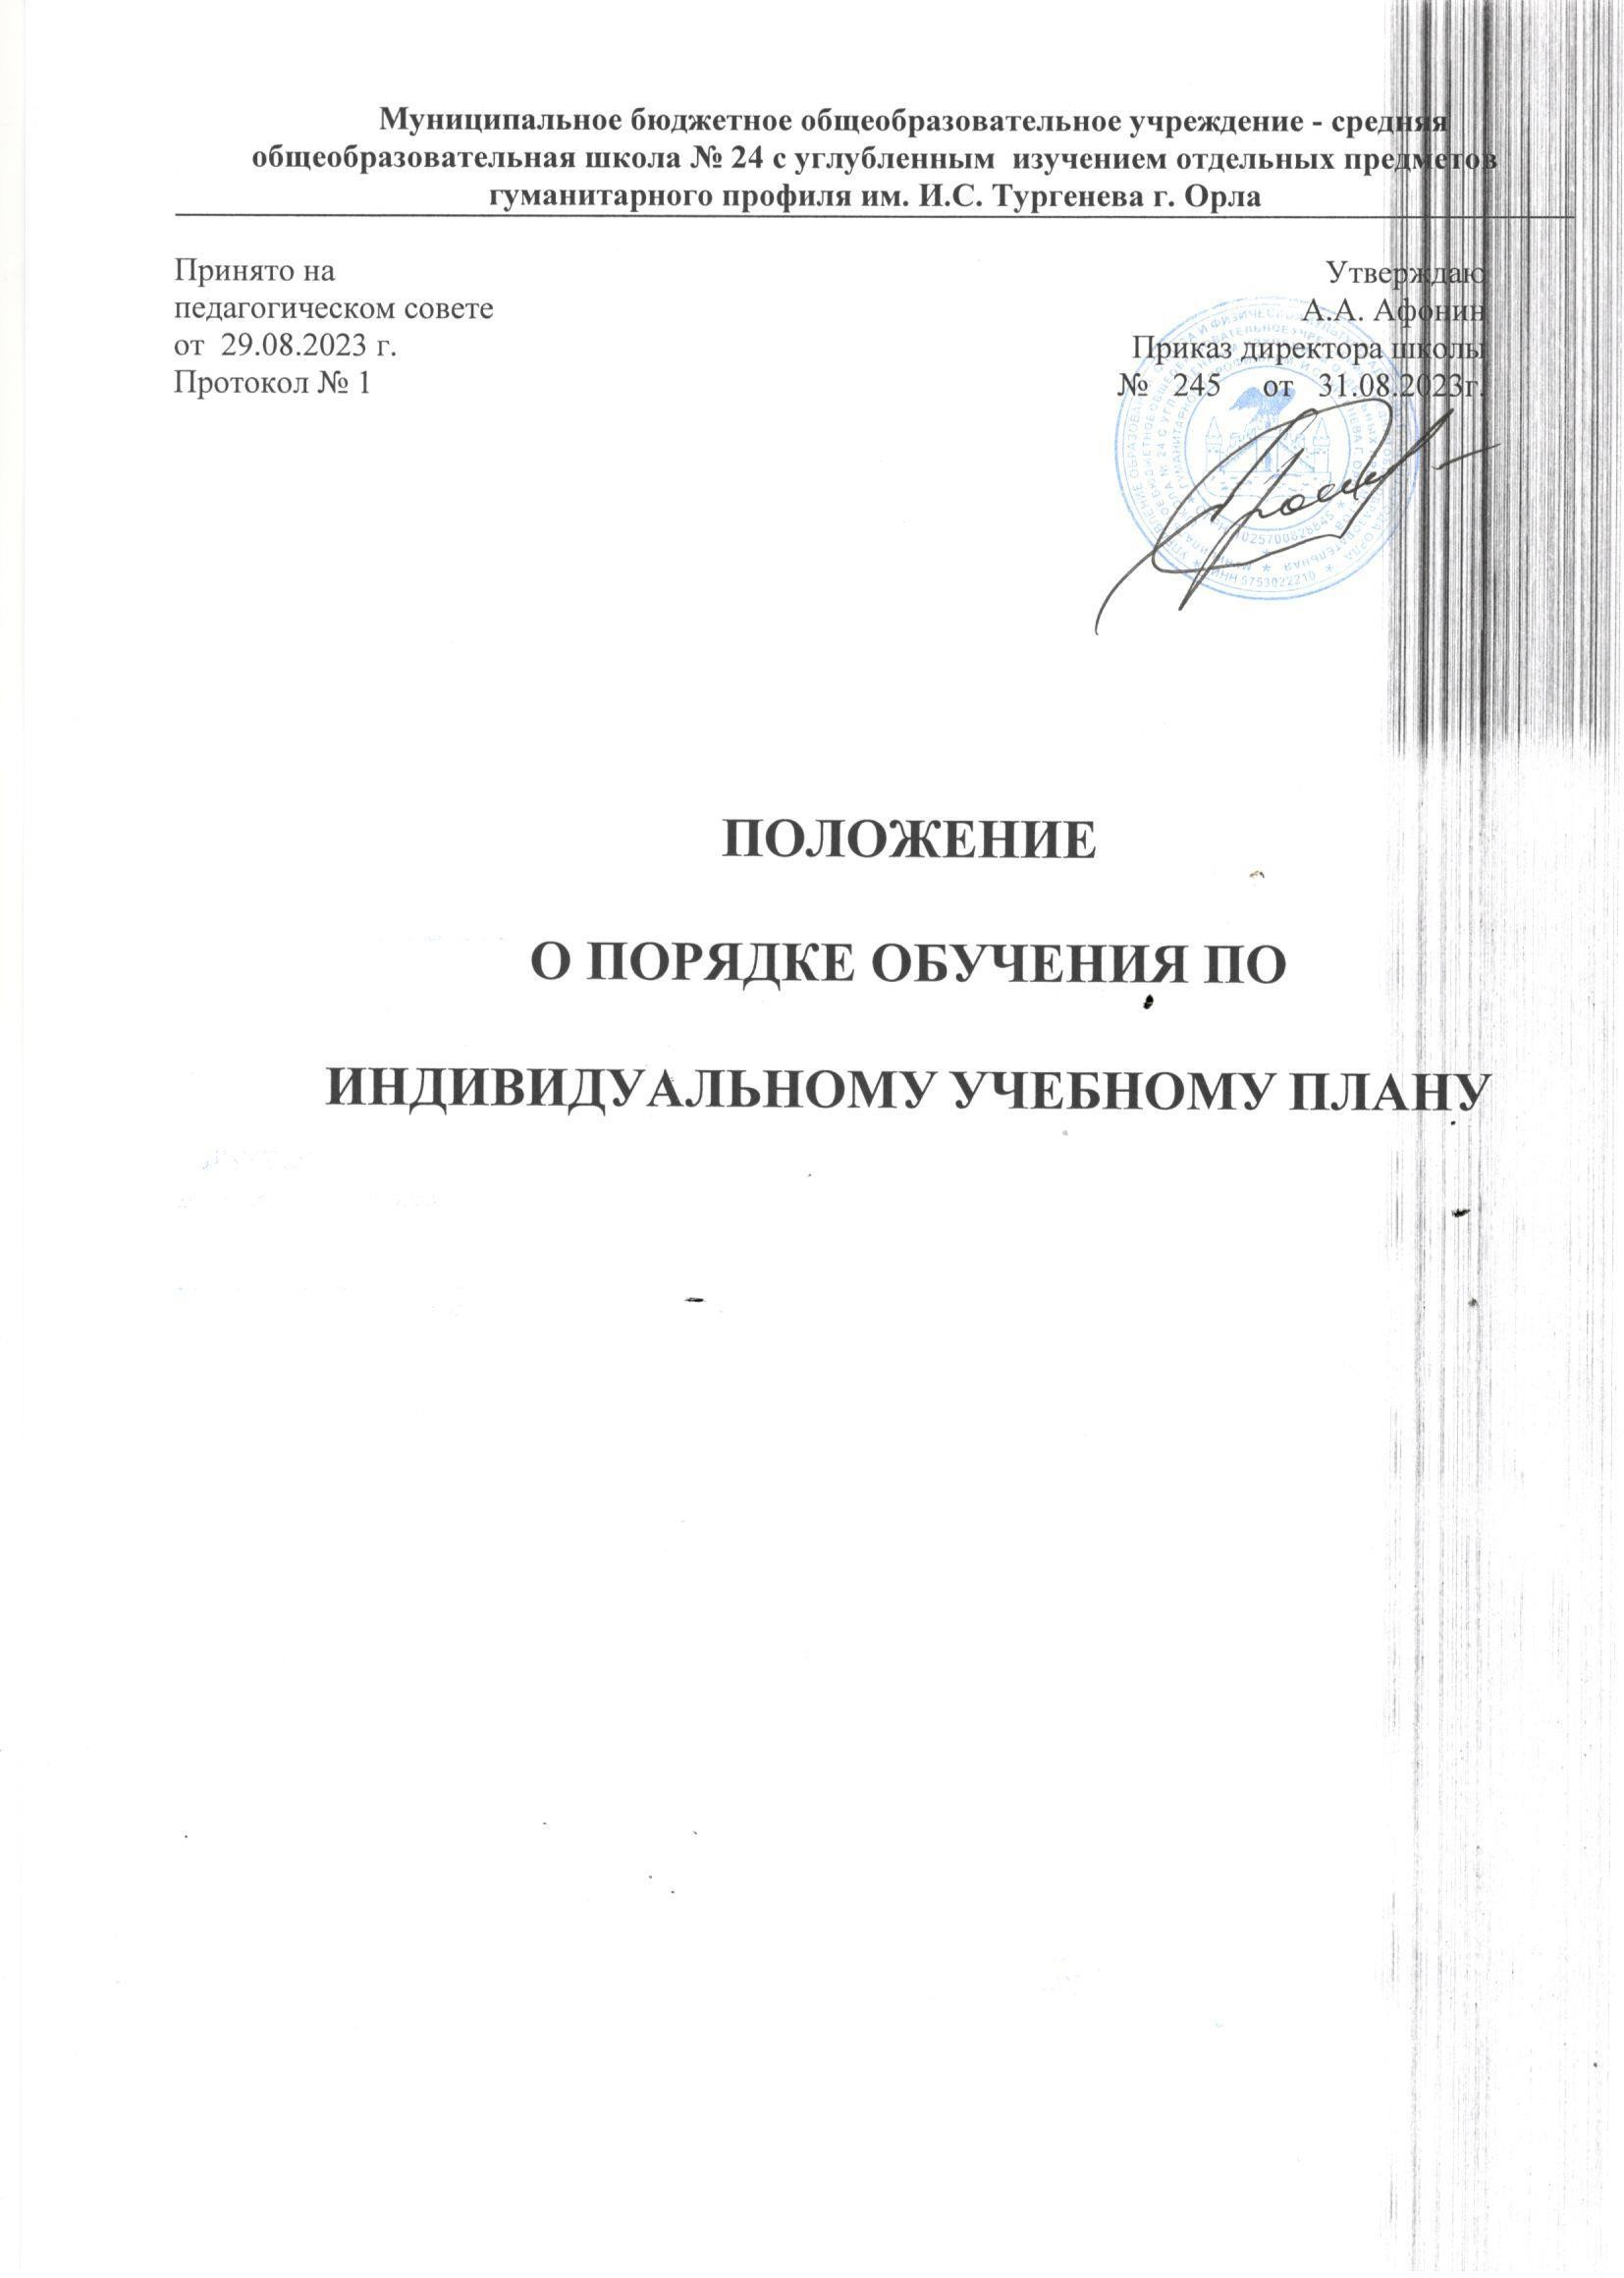 Муниципальное бюджетное общеобразовательное учреждение - средняя
общеобразовательная школа № 24 с углубленным изучением отдельных предметов
гуманитарного профиля им. И.С. Тургенева г. Орла
Принято на
педагогическом совете
от 29.08.2023 г.
Протокол № 1
Утверждаю
А.А. Афонин
Приказ директора школы
№ 245 от 31.08.2023г.
ИНН 5753022210
ПОЛОЖЕНИЕ
О ПОРЯДКЕ ОБУЧЕНИЯ ПО
ИНДИВИДУАЛЬНОМУ УЧЕБНОМУ ПЛАНУ